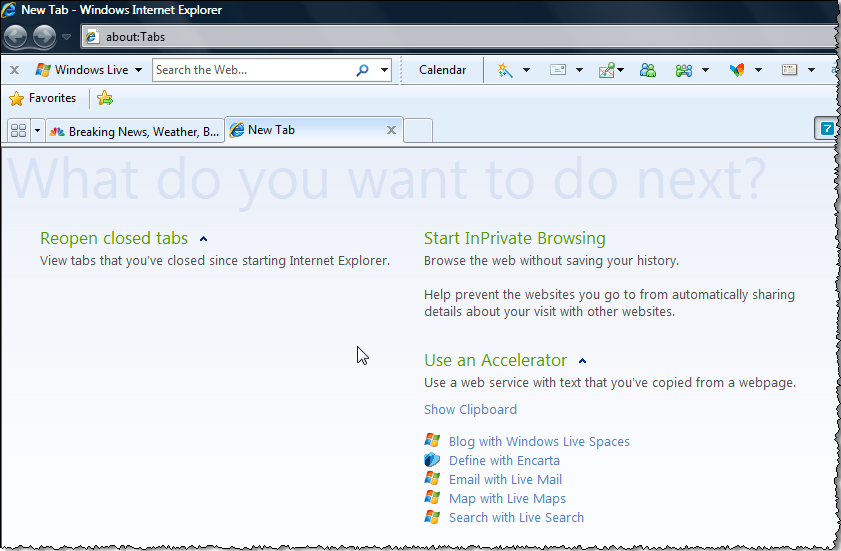 New Tab - Windows Internet Explorer
about:Tabs
Windows Live Search the Web... Calendar
Favorites
Breaking News, Weather, B... New Tab 7
What do you want to do next?
Reopen closed tabs
View tabs that you've closed since starting Internet Explorer.
Start InPrivate Browsing
Browse the web without saving your history.
Help prevent the websites you go to from automatically sharing
details about your visit with other websites.
Use an Accelerator
Use a web service with text that you've copied from a webpage.
Show Clipboard
Blog with Windows Live Spaces
Define with Encarta
Email with Live Mail
Map with Live Maps
Search with Live Search